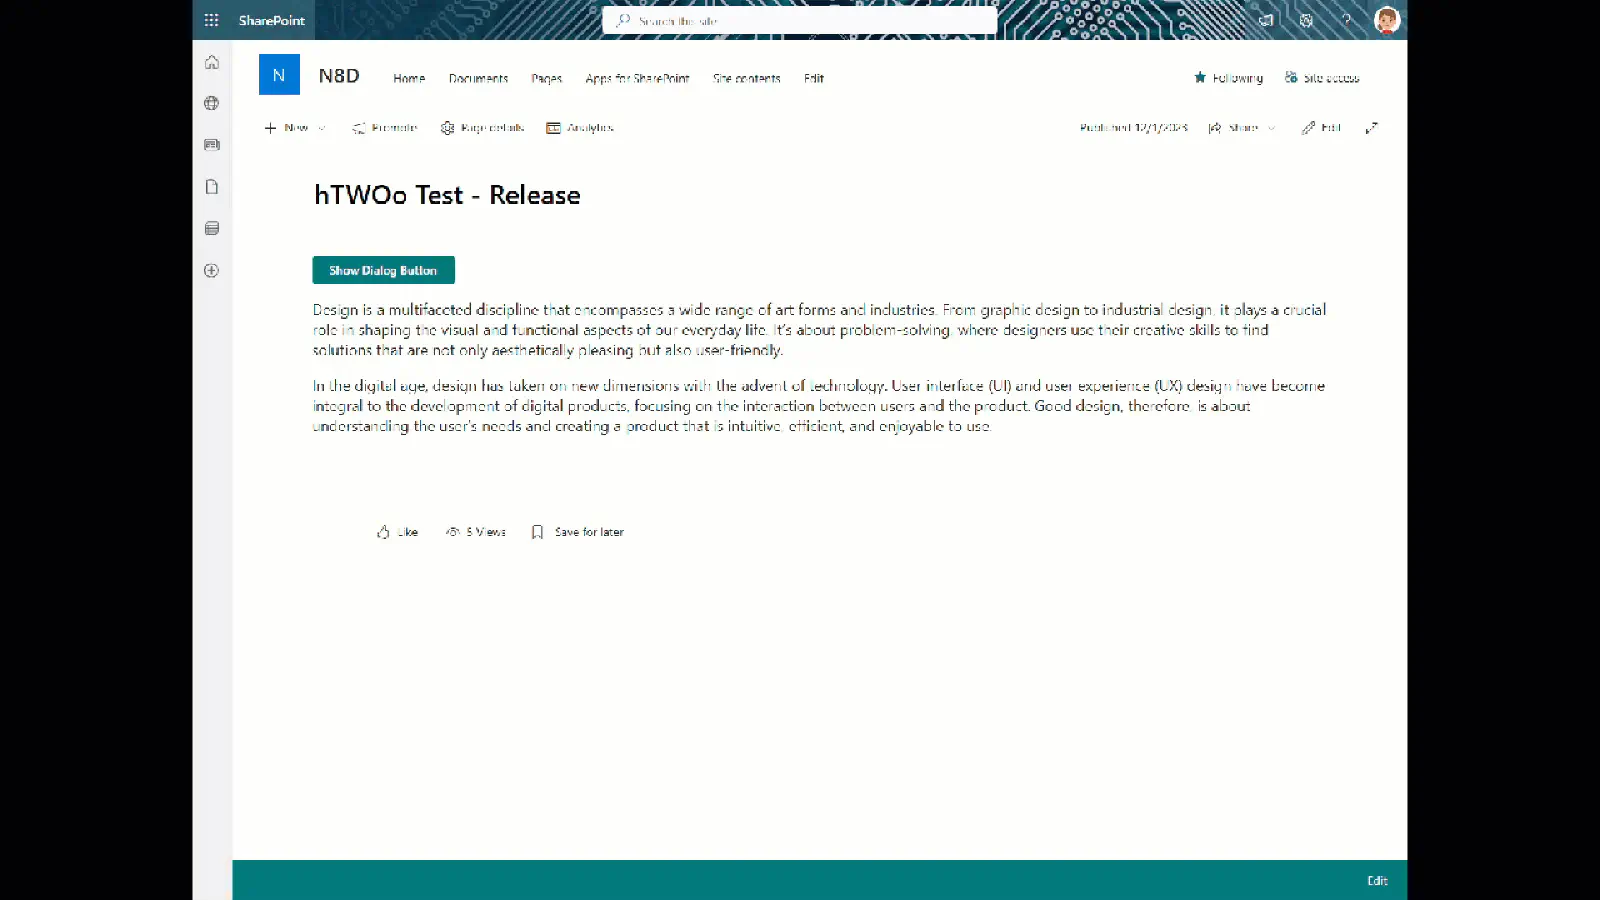 SharePoint
Search this site
?
N
N8D
Home Documents Pages Apps for SharePoint Site contents Edit
Following Site access
New Promote Page details Analytics
Published 12/1/2023 Share Edit
hTWOo Test - Release
Show Dialog Button
Design is a multifaceted discipline that encompasses a wide range of art forms and industries. From graphic design to industrial design, it plays a crucial
role in shaping the visual and functional aspects of our everyday life. It's about problem-solving, where designers use their creative skills to find
solutions that are not only aesthetically pleasing but also user-friendly.
In the digital age, design has taken on new dimensions with the advent of technology. User interface (UI) and user experience (UX) design have become
integral to the development of digital products, focusing on the interaction between users and the product. Good design, therefore, is about
understanding the user's needs and creating a product that is intuitive, efficient, and enjoyable to use.
Like 5 Views Save for later
Edit